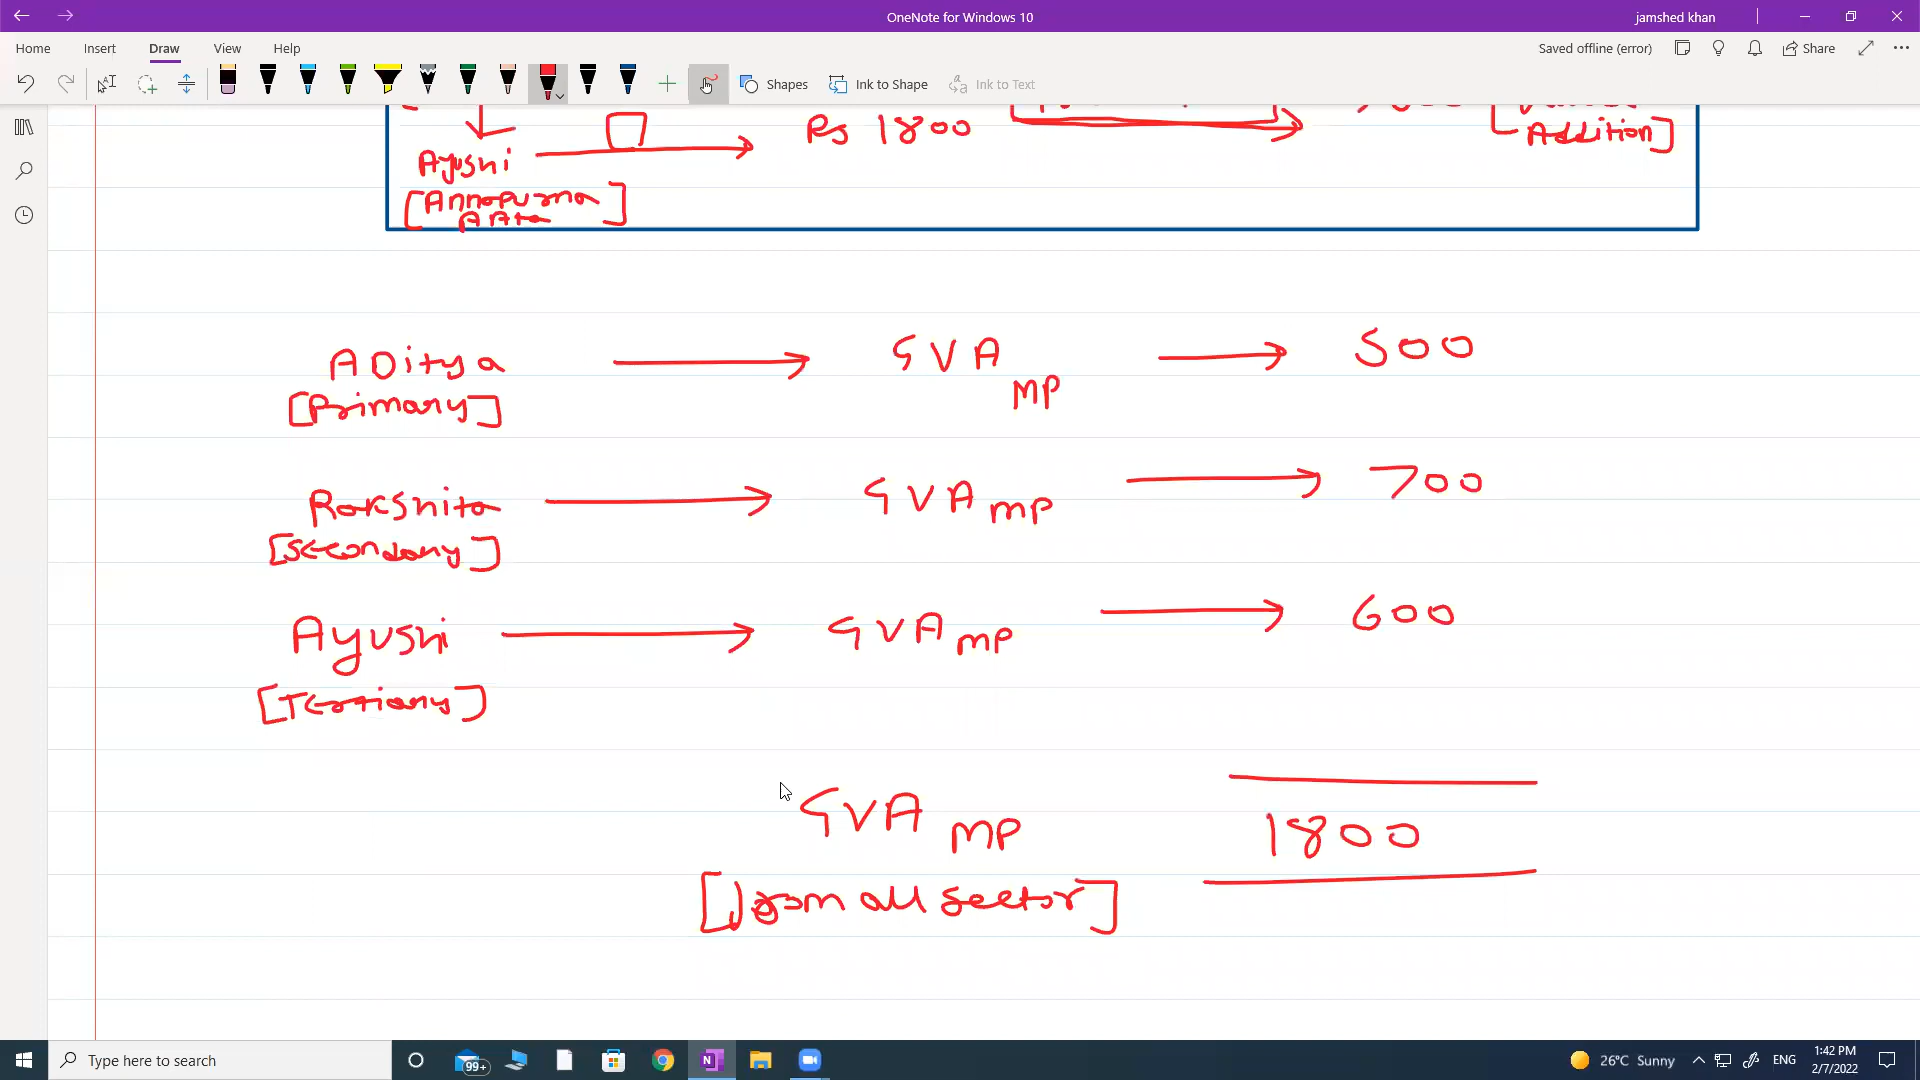 OneNote for Windows 10
jamshed khan
Home Insert Draw View Help
Saved offline (error)
Share
Shapes
Ink to Shape
Ink to Text
Rs 1800
Addition]
Ayushi
[Annapurna
AAta]
ADitya → GVA MP → 500
[Primary]
Rakshita → GVA MP → 700
[Secondary]
Ayushi → GVA MP → 600
[Tertiary]
GVA MP 1800
[from all sector]
Type here to search
99+
26°C Sunny
ENG
1:42 PM
2/7/2022